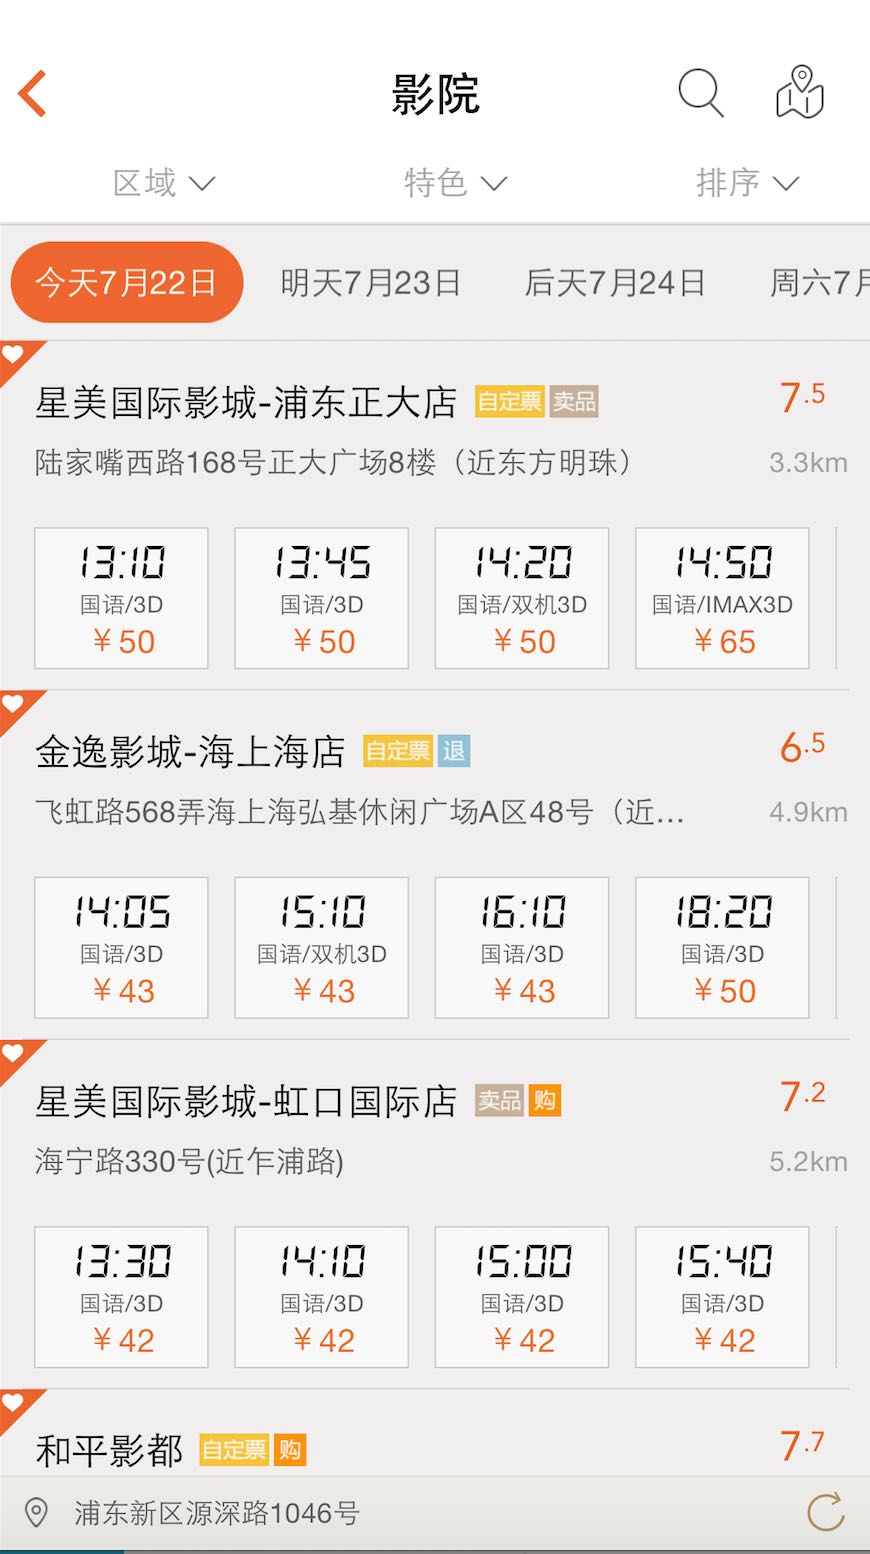 影院
区域 特色 排序
今天7月22日 明天7月23日 后天7月24日 周六7月
星美国际影城-浦东正大店 自定票 卖品 7.5
陆家嘴西路168号正大广场8楼（近东方明珠） 3.3km
13:10 13:45 14:20 14:50
国语/3D 国语/3D 国语/双机3D 国语/IMAX3D
￥50 ￥50 ￥50 ￥65
金逸影城-海上海店 自定票 退 6.5
飞虹路568弄海上海弘基休闲广场A区48号（近... 4.9km
14:05 15:10 16:10 18:20
国语/3D 国语/双机3D 国语/3D 国语/3D
￥43 ￥43 ￥43 ￥50
星美国际影城-虹口国际店 卖品 购 7.2
海宁路330号(近乍浦路) 5.2km
13:30 14:10 15:00 15:40
国语/3D 国语/3D 国语/3D 国语/3D
￥42 ￥42 ￥42 ￥42
和平影都 自定票 购 7.7
浦东新区源深路1046号